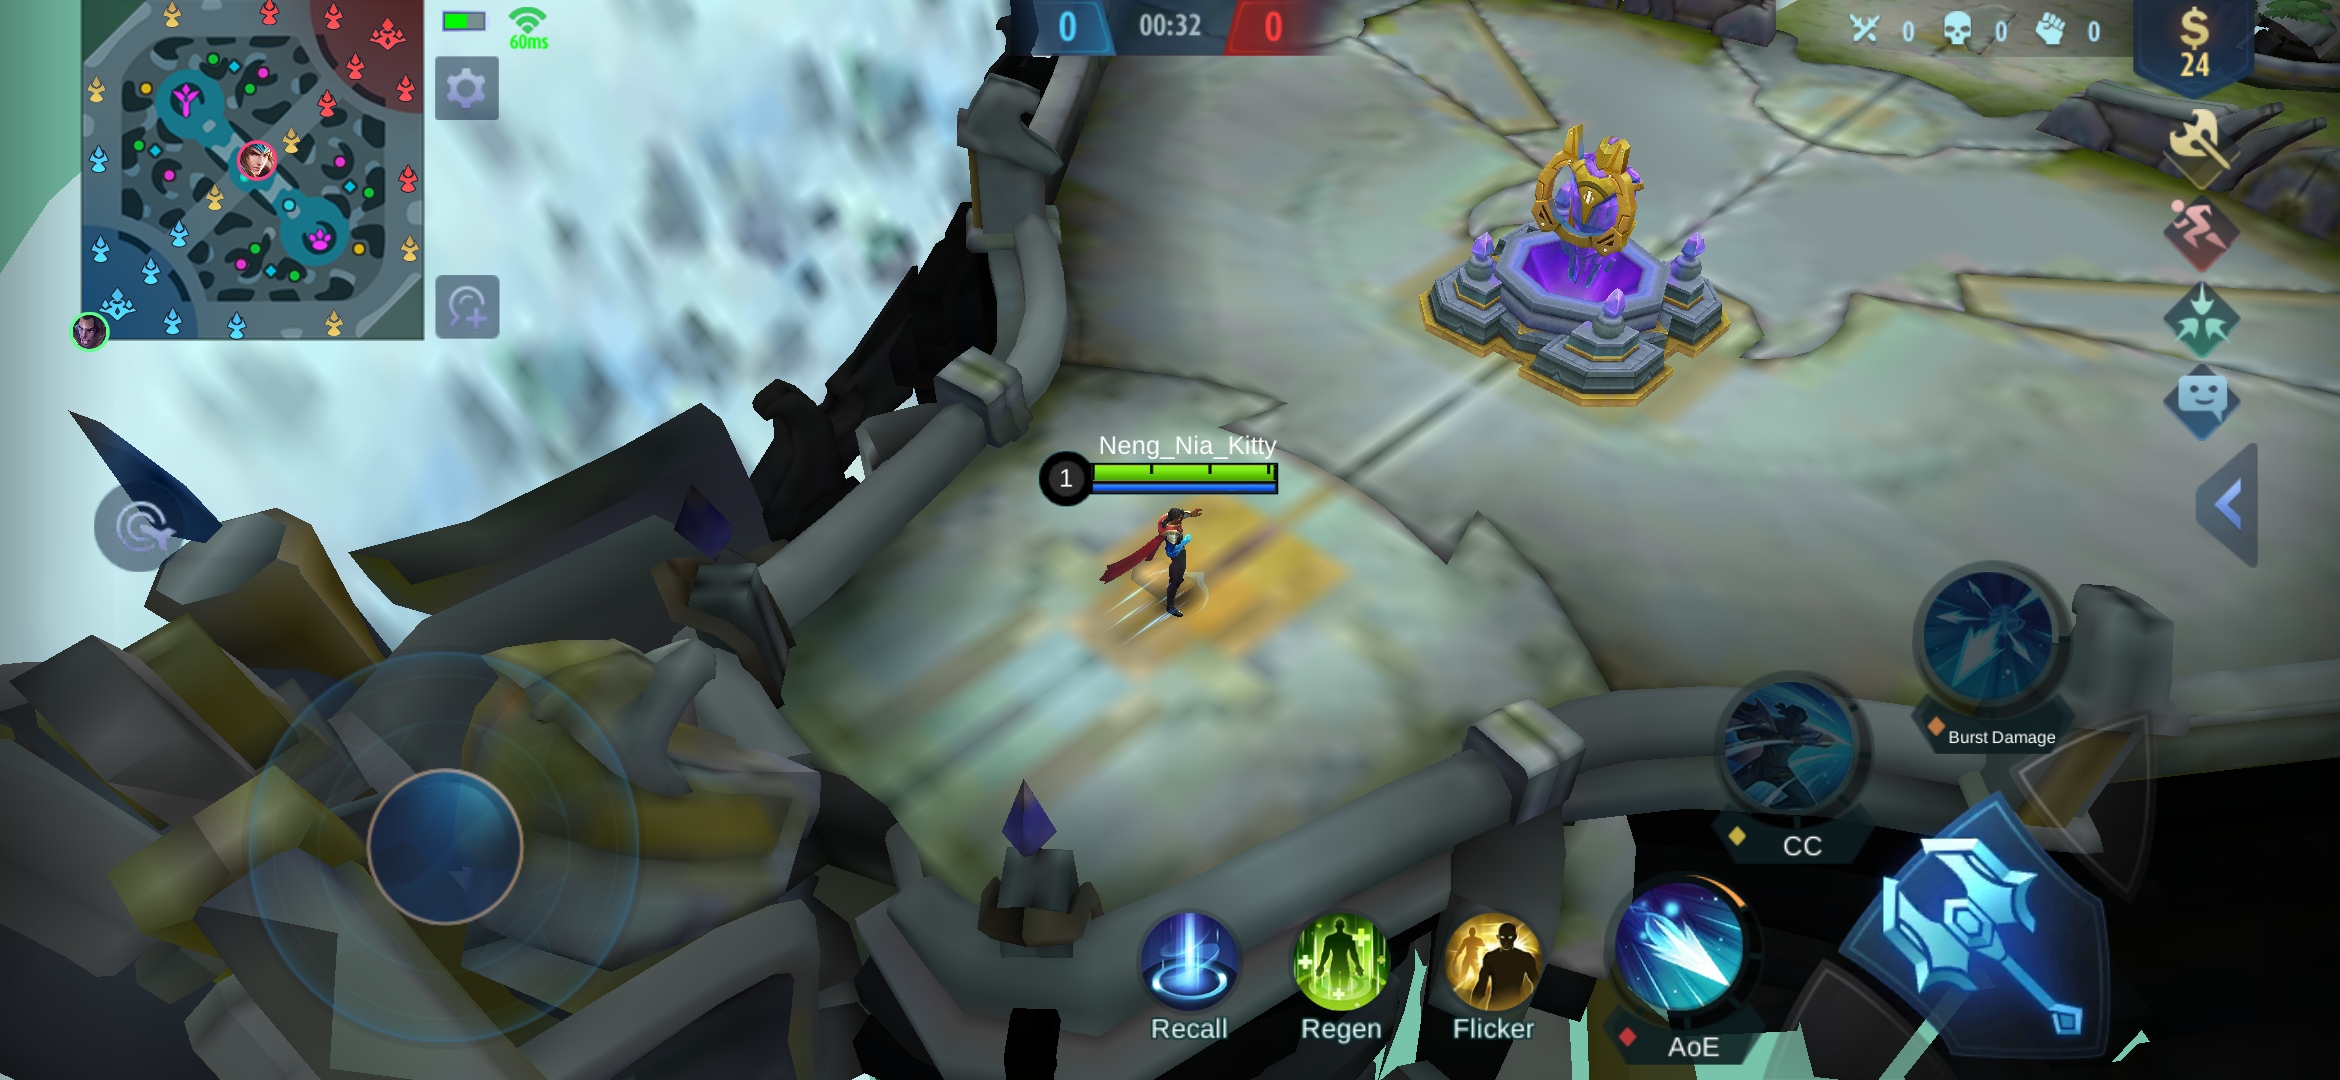 60ms
0
00:32
0
0
0
0
$
24
Neng_Nia_Kitty
1
Burst Damage
CC
AoE
Recall
Regen
Flicker